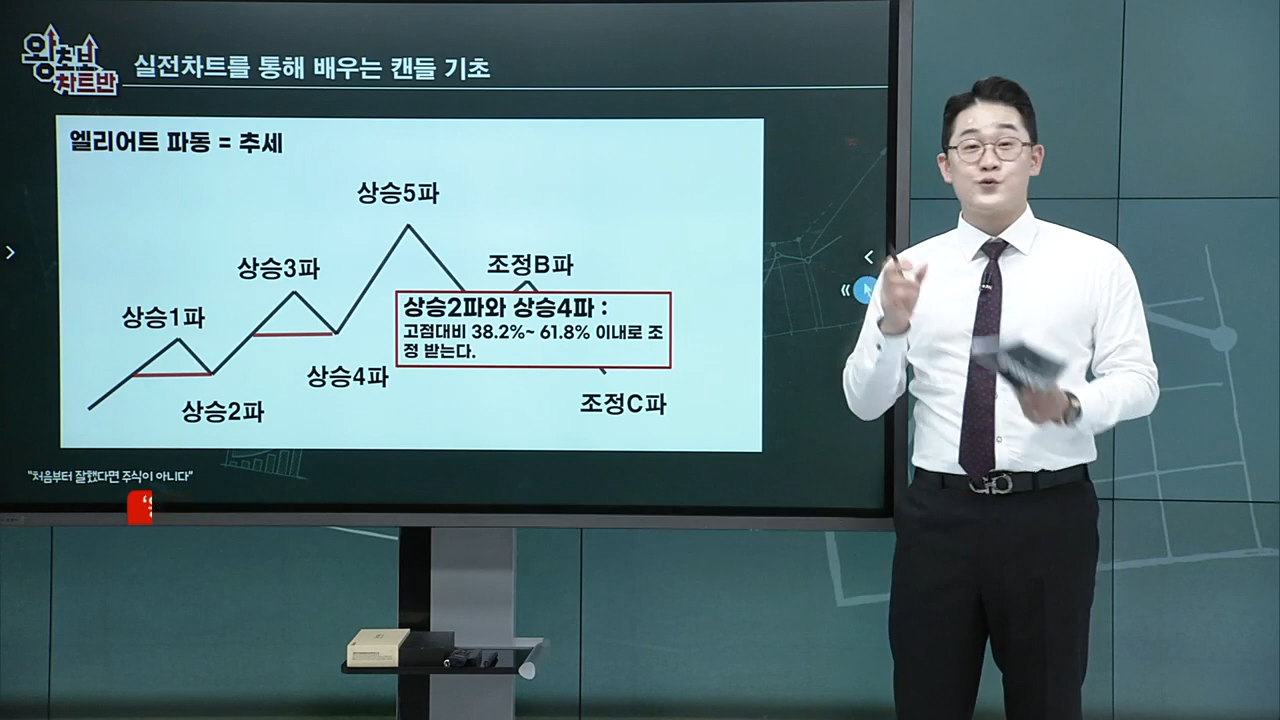 왕초보
차트반
실전차트를 통해 배우는 캔들 기초
엘리어트 파동 = 추세
상승5파
상승3파
조정B파
상승1파
상승2파와 상승4파 :
고점대비 38.2%~ 61.8% 이내로 조
정 받는다.
상승4파
상승2파
조정C파
"처음부터 잘했다면 주식이 아니다"